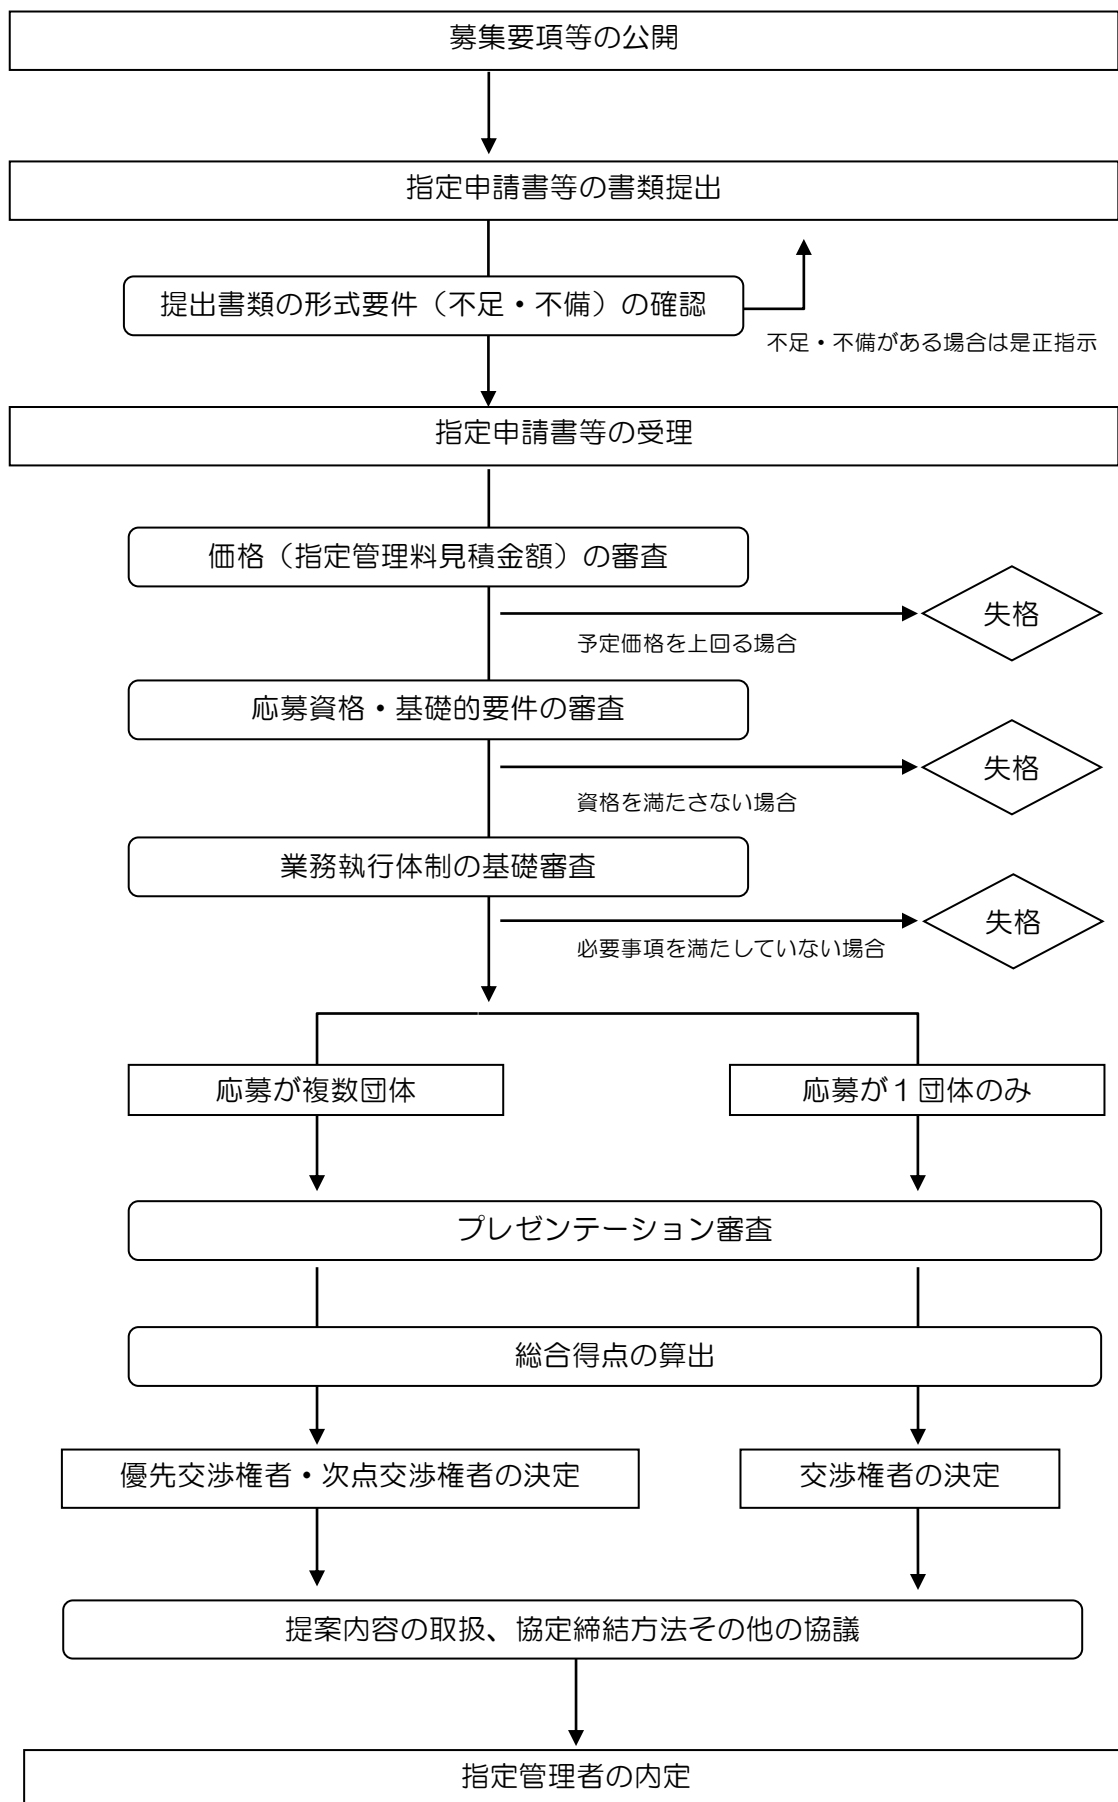 募集要項等の公開
指定申請書等の書類提出
提出書類の形式要件（不足・不備）の確認
不足・不備がある場合は是正指示
指定申請書等の受理
価格（指定管理料見積金額）の審査
失格
予定価格を上回る場合
応募資格・基礎的要件の審査
失格
資格を満たさない場合
業務執行体制の基礎審査
失格
必要事項を満たしていない場合
応募が複数団体
応募が１団体のみ
プレゼンテーション審査
総合得点の算出
優先交渉権者・次点交渉権者の決定
交渉権者の決定
提案内容の取扱、協定締結方法その他の協議
指定管理者の内定